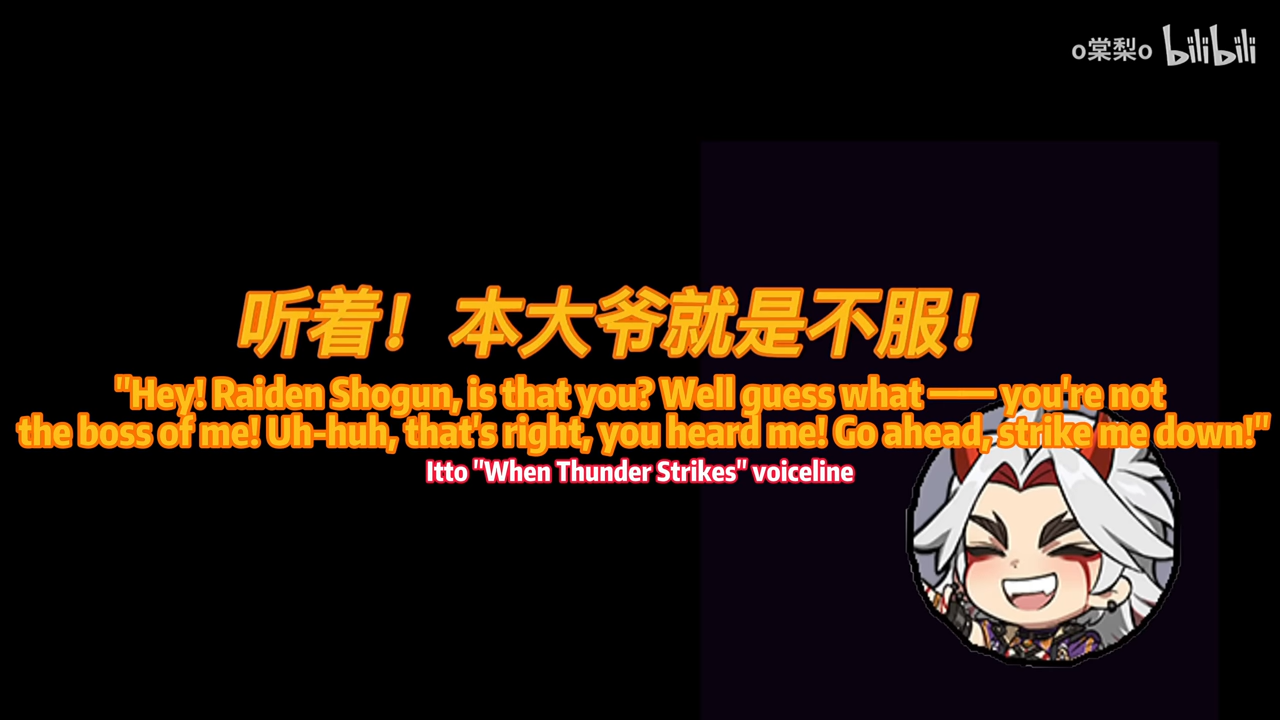 o棠梨o bilibili
听着！本大爷就是不服！
"Hey! Raiden Shogun, is that you? Well guess what —— you're not
the boss of me! Uh-huh, that's right, you heard me! Go ahead, strike me down!"
Itto "When Thunder Strikes" voiceline